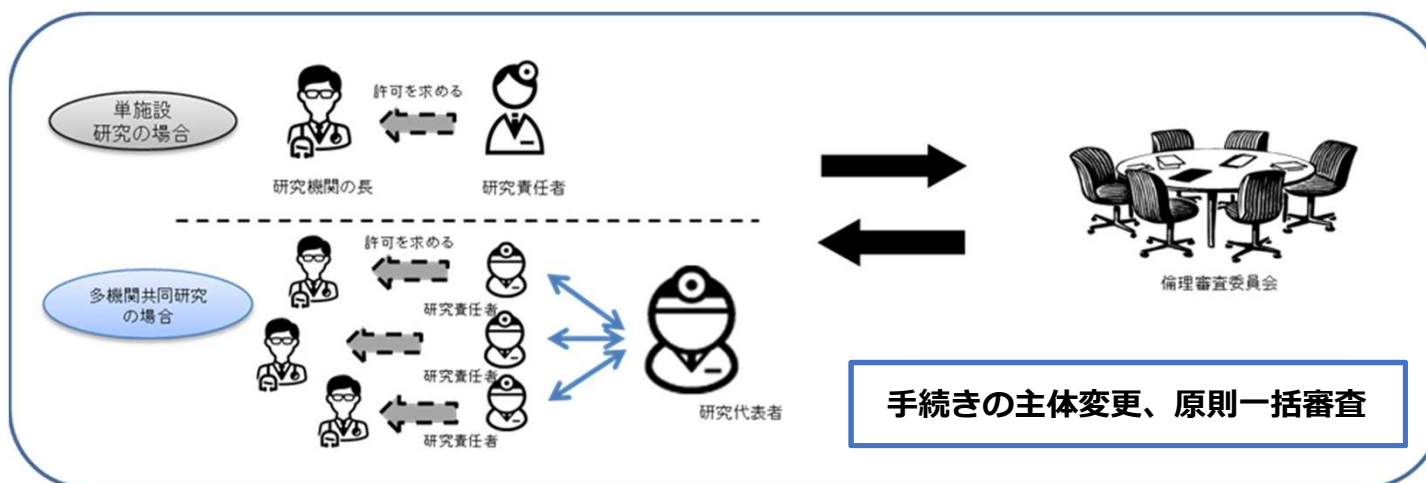 単施設
研究の場合
許可を求める
研究機関の長
研究責任者
多機関共同研究
の場合
許可を求める
研究責任者
研究責任者
研究責任者
研究代表者
倫理審査委員会
手続きの主体変更、原則一括審査